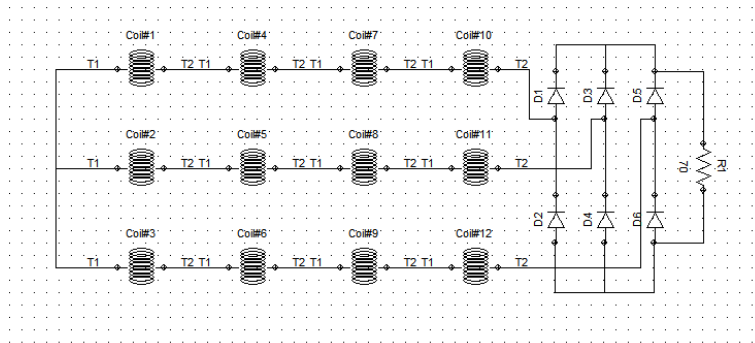 Coil#1 Coil#4 Coil#7 Coil#10
T1 T2 T1 T2 T1 T2 T1 T2
D1 D3 D5
Coil#2 Coil#5 Coil#8 Coil#11
T1 T2 T1 T2 T1 T2 T1 T2
R1
70
D2 D4 D6
Coil#3 Coil#6 Coil#9 Coil#12
T1 T2 T1 T2 T1 T2 T1 T2